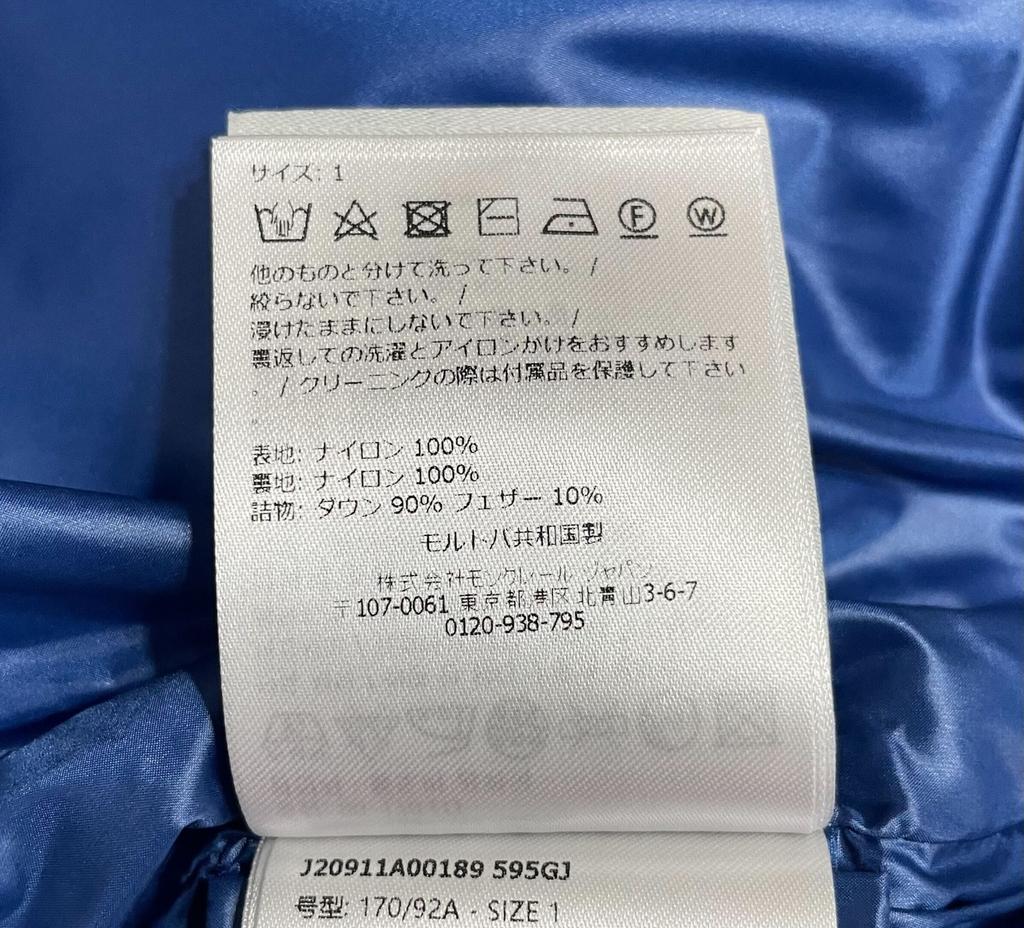 サイズ: 1
F W
他のものと分けて洗って下さい。 /
絞らないで下さい。 /
浸けたままにしないで下さい。 /
裏返しての洗濯とアイロンかけをおすすめします
。 / クリーニングの際は付属品を保護して下さい
。
表地: ナイロン 100%
裏地: ナイロン 100%
詰物: ダウン 90% フェザー 10%
モルドバ共和国製
株式会社モンクレール ジャパン
〒107-0061 東京都港区北青山3-6-7
0120-938-795
J20911A00189 595GJ
号型: 170/92A - SIZE 1